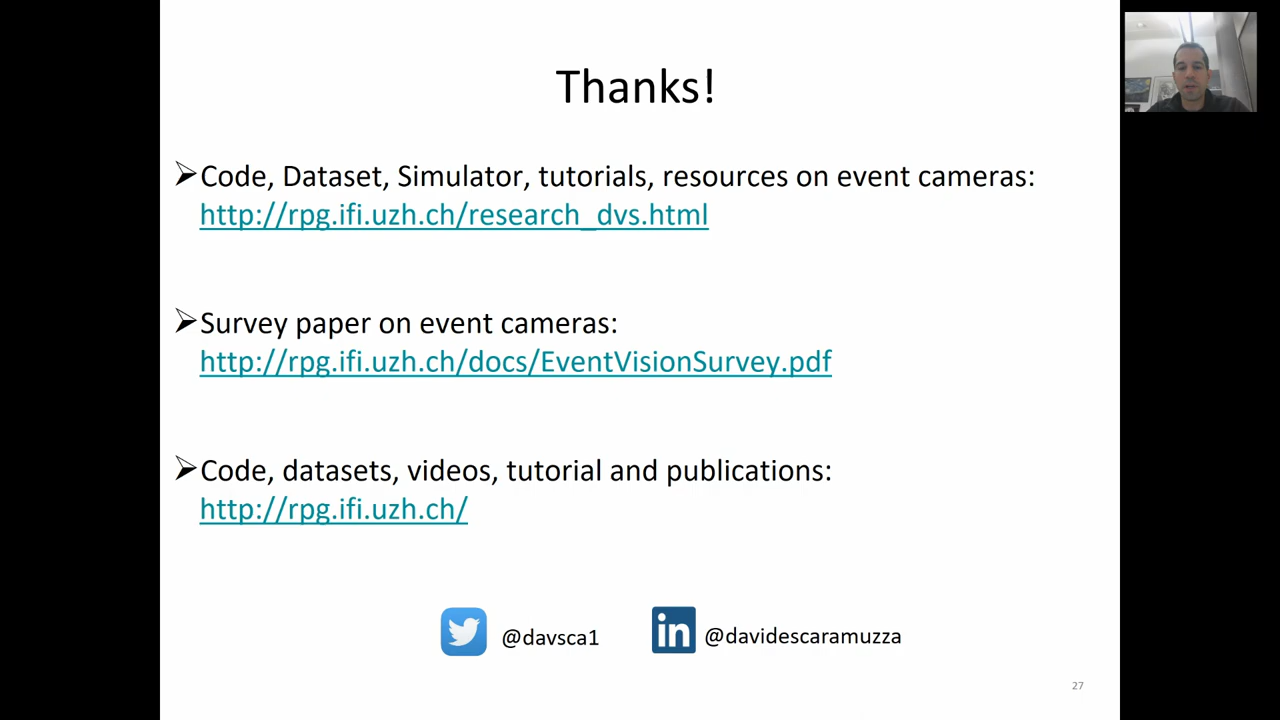 Thanks!
Code, Dataset, Simulator, tutorials, resources on event cameras:
http://rpg.ifi.uzh.ch/research_dvs.html
Survey paper on event cameras:
http://rpg.ifi.uzh.ch/docs/EventVisionSurvey.pdf
Code, datasets, videos, tutorial and publications:
http://rpg.ifi.uzh.ch/
@davsca1
in @davidescaramuzza
27